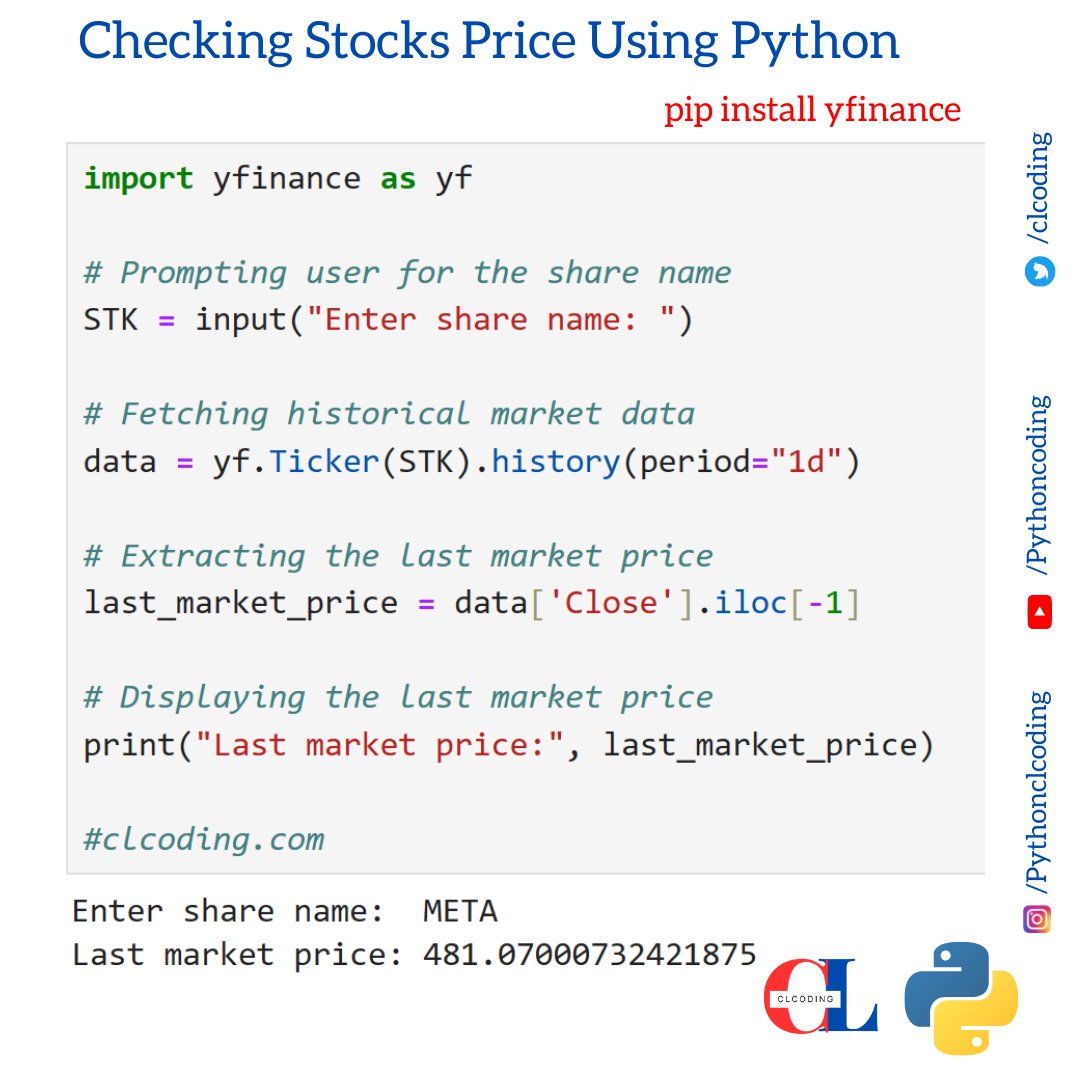 Checking Stocks Price Using Python
pip install yfinance
import yfinance as yf
# Prompting user for the share name
STK = input("Enter share name: ")
# Fetching historical market data
data = yf.Ticker(STK).history(period="1d")
# Extracting the last market price
last_market_price = data['Close'].iloc[-1]
# Displaying the last market price
print("Last market price:", last_market_price)
#clcoding.com
Enter share name:  META
Last market price: 481.07000732421875
/clcoding
/Pythoncoding
/Pythonclcoding
CL
CLCODING